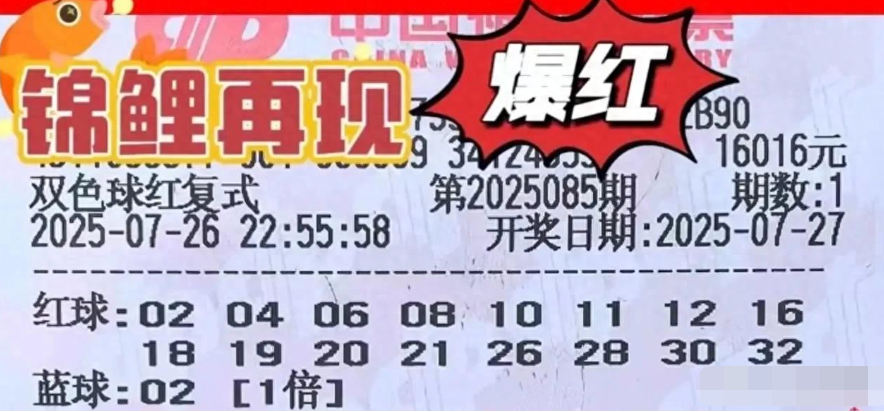 锦鲤再现
爆红
2B90
16016元
双色球红复式 第2025085期 期数:1
2025-07-26 22:55:58 开奖日期:2025-07-27
红球:02 04 06 08 10 11 12 16
18 19 20 21 26 28 30 32
蓝球:02 [1倍]